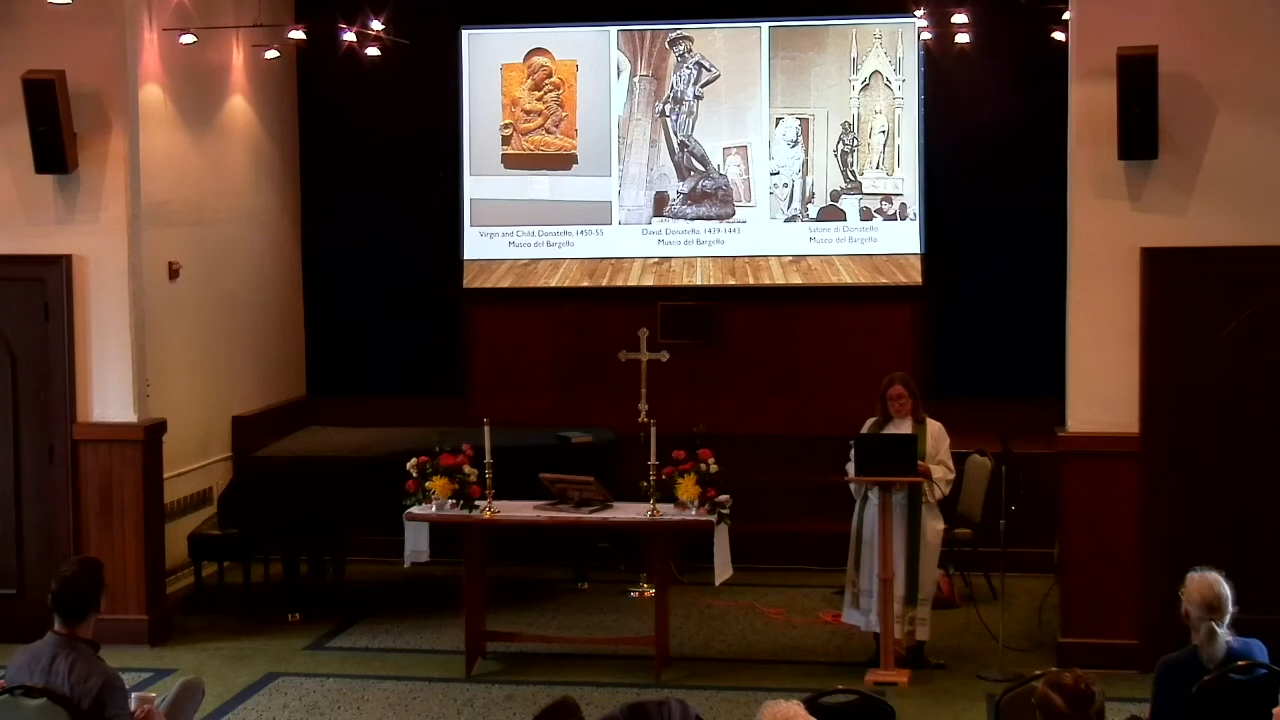 Virgin and Child, Donatello, 1450-55
Museo del Bargello
David, Donatello, 1439-1443
Museo del Bargello
Salone di Donatello
Museo del Bargello